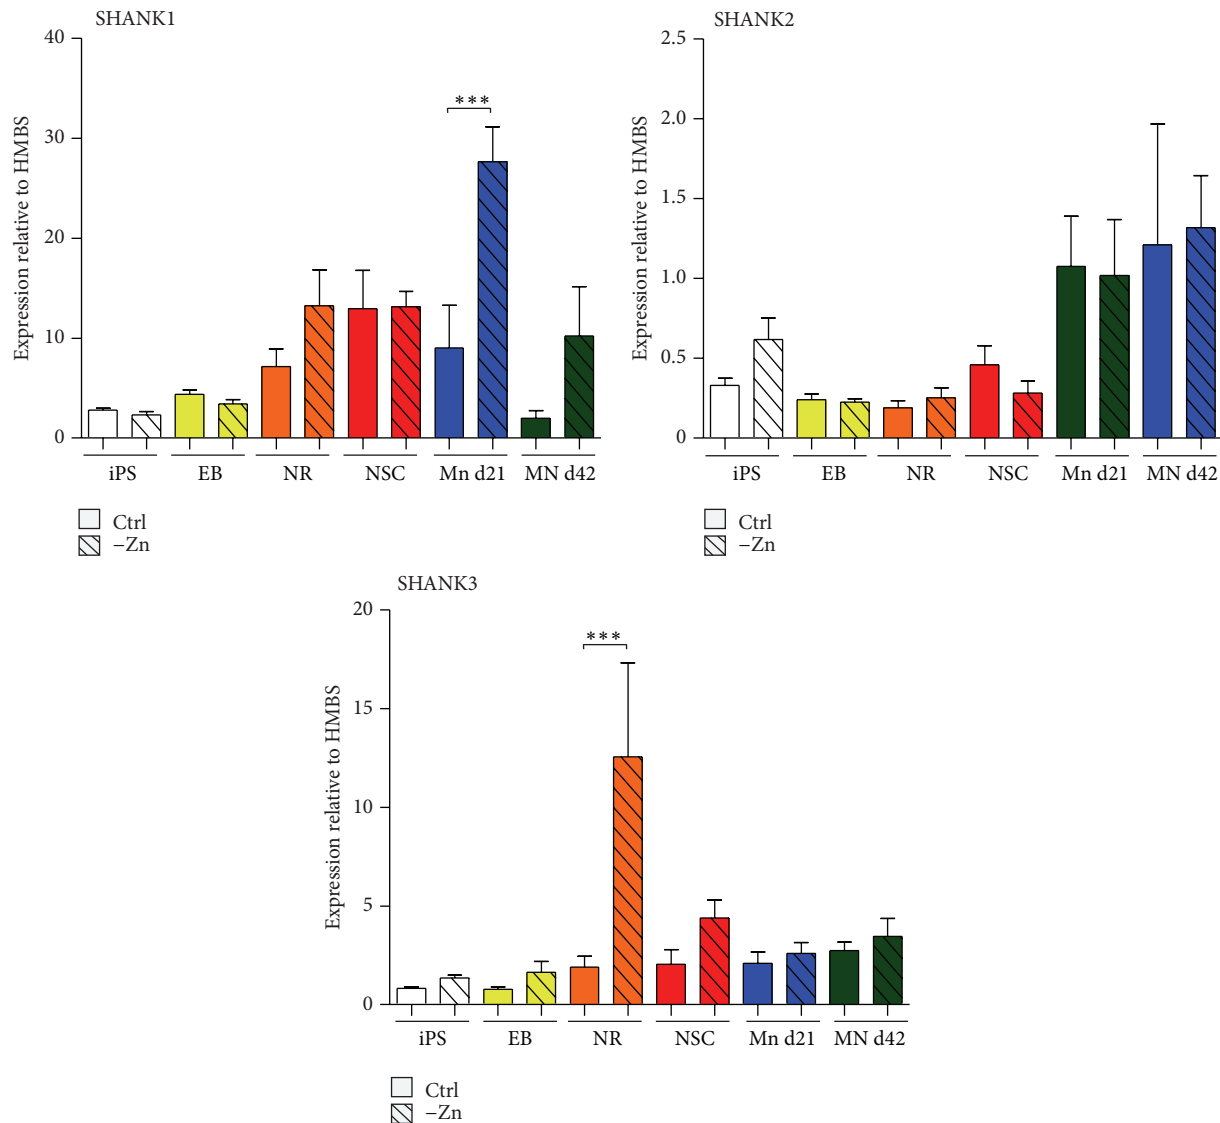 SHANK1
Expression relative to HMBS
40
30
20
10
0
***
iPS EB NR NSC Mn d21 MN d42
Ctrl
−Zn
SHANK2
Expression relative to HMBS
2.5
2.0
1.5
1.0
0.5
0
iPS EB NR NSC Mn d21 MN d42
Ctrl
−Zn
SHANK3
Expression relative to HMBS
20
15
10
5
0
***
iPS EB NR NSC Mn d21 MN d42
Ctrl
−Zn